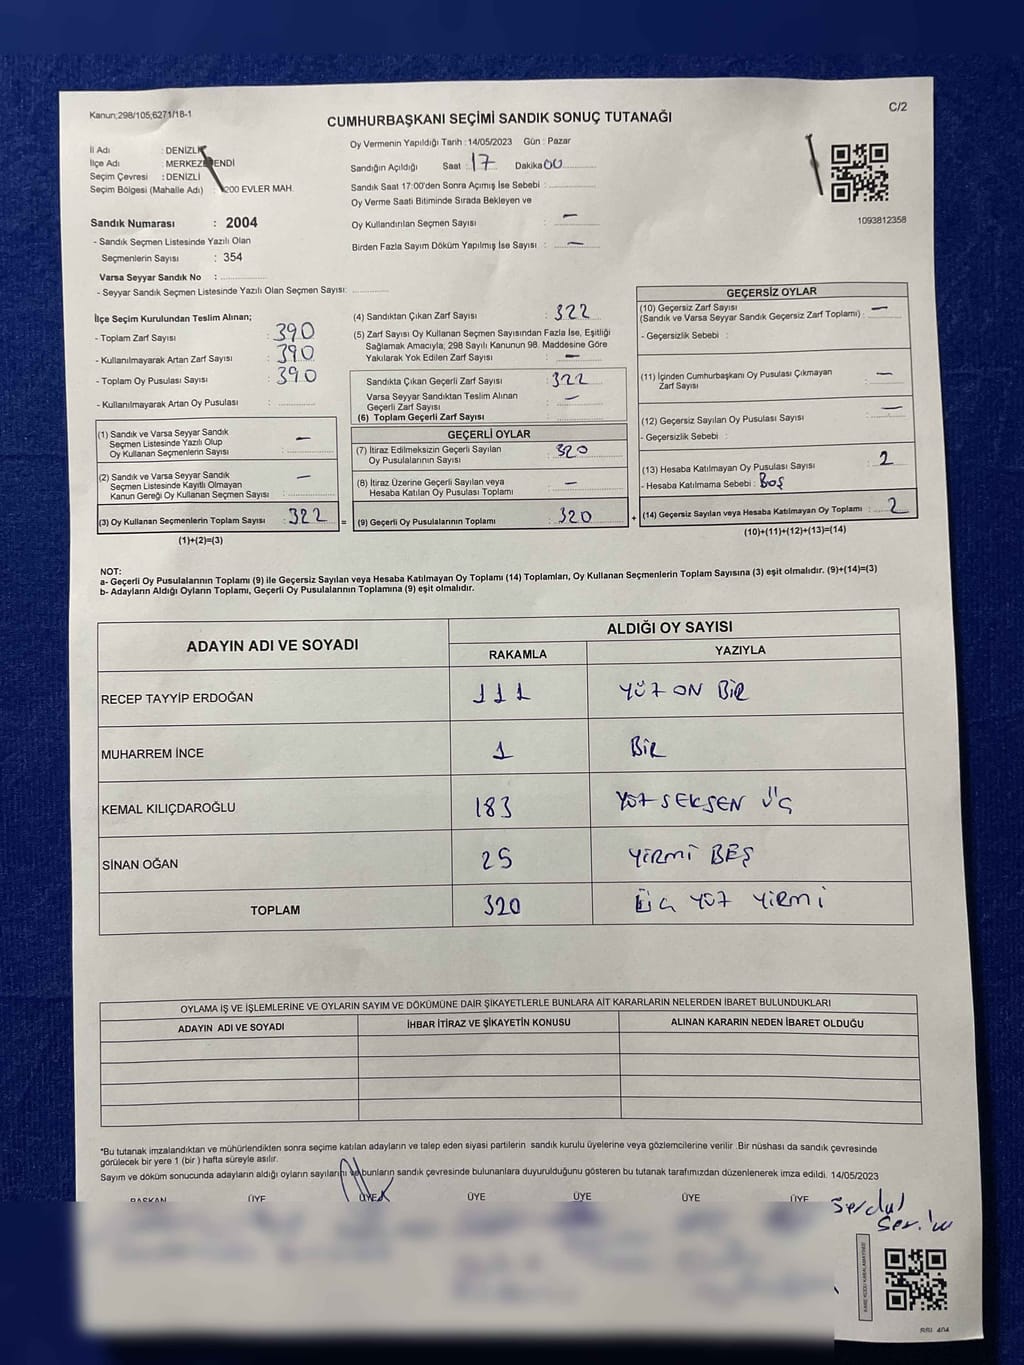 Kanun;298/105,6271/18-1
C/2
CUMHURBAŞKANI SEÇİMİ SANDIK SONUÇ TUTANAĞI
İl Adı : DENİZLİ
İlçe Adı : MERKEZEFENDİ
Seçim Çevresi : DENİZLİ
Seçim Bölgesi (Mahalle Adı) : 1200 EVLER MAH.
Sandık Numarası : 2004
- Sandık Seçmen Listesinde Yazılı Olan
Seçmenlerin Sayısı : 354
Varsa Seyyar Sandık No :
- Seyyar Sandık Seçmen Listesinde Yazılı Olan Seçmen Sayısı:
Oy Vermenin Yapıldığı Tarih : 14/05/2023 Gün : Pazar
Sandığın Açıldığı Saat : 17 Dakika 00
Sandık Saat 17:00'den Sonra Açımış İse Sebebi :
Oy Verme Saati Bitiminde Sırada Bekleyen ve
Oy Kullandırılan Seçmen Sayısı : —
Birden Fazla Sayım Döküm Yapılmış İse Sayısı : —
1093812358
İlçe Seçim Kurulundan Teslim Alınan;
- Toplam Zarf Sayısı : 390
- Kullanılmayarak Artan Zarf Sayısı : 390
- Toplam Oy Pusulası Sayısı : 390
- Kullanılmayarak Artan Oy Pusulası :
(1) Sandık ve Varsa Seyyar Sandık
Seçmen Listesinde Yazılı Olup
Oy Kullanan Seçmenlerin Sayısı : —
(2) Sandık ve Varsa Seyyar Sandık
Seçmen Listesinde Kayıtlı Olmayan
Kanun Gereği Oy Kullanan Seçmen Sayısı : —
(3) Oy Kullanan Seçmenlerin Toplam Sayısı : 322 =
(1)+(2)=(3)
(4) Sandıktan Çıkan Zarf Sayısı : 322
(5) Zarf Sayısı Oy Kullanan Seçmen Sayısından Fazla İse, Eşitliği
Sağlamak Amacıyla; 298 Sayılı Kanunun 98. Maddesine Göre
Yakılarak Yok Edilen Zarf Sayısı : —
Sandıkta Çıkan Geçerli Zarf Sayısı : 322
Varsa Seyyar Sandıktan Teslim Alınan
Geçerli Zarf Sayısı : —
(6) Toplam Geçerli Zarf Sayısı :
GEÇERLİ OYLAR
(7) İtiraz Edilmeksizin Geçerli Sayılan
Oy Pusulalarının Sayısı : 320
(8) İtiraz Üzerine Geçerli Sayılan veya
Hesaba Katılan Oy Pusulası Toplamı : —
(9) Geçerli Oy Pusulalarının Toplamı : 320 +
GEÇERSİZ OYLAR
(10) Geçersiz Zarf Sayısı
(Sandık ve Varsa Seyyar Sandık Geçersiz Zarf Toplamı) : —
- Geçersizlik Sebebi :
(11) İçinden Cumhurbaşkanı Oy Pusulası Çıkmayan
Zarf Sayısı : —
(12) Geçersiz Sayılan Oy Pusulası Sayısı : —
- Geçersizlik Sebebi :
(13) Hesaba Katılmayan Oy Pusulası Sayısı : 2
- Hesaba Katılmama Sebebi : Boş
(14) Geçersiz Sayılan veya Hesaba Katılmayan Oy Toplamı : 2
(10)+(11)+(12)+(13)=(14)
NOT:
a- Geçerli Oy Pusulalarının Toplamı (9) ile Geçersiz Sayılan veya Hesaba Katılmayan Oy Toplamı (14) Toplamları, Oy Kullanan Seçmenlerin Toplam Sayısına (3) eşit olmalıdır. (9)+(14)=(3)
b- Adayların Aldığı Oyların Toplamı, Geçerli Oy Pusulalarının Toplamına (9) eşit olmalıdır.
ADAYIN ADI VE SOYADI ALDIĞI OY SAYISI
RAKAMLA YAZIYLA
RECEP TAYYİP ERDOĞAN 111 YÜZ ON BİR
MUHARREM İNCE 1 BİR
KEMAL KILIÇDAROĞLU 183 YÜZ SEKSEN ÜÇ
SİNAN OĞAN 25 YİRMİ BEŞ
TOPLAM 320 ÜÇ YÜZ YİRMİ
OYLAMA İŞ VE İŞLEMLERİNE VE OYLARIN SAYIM VE DÖKÜMÜNE DAİR ŞİKAYETLERLE BUNLARA AİT KARARLARIN NELERDEN İBARET BULUNDUKLARI
ADAYIN ADI VE SOYADI İHBAR İTİRAZ VE ŞİKAYETİN KONUSU ALINAN KARARIN NEDEN İBARET OLDUĞU
*Bu tutanak imzalandıktan ve mühürlendikten sonra seçime katılan adayların ve talep eden siyasi partilerin sandık kurulu üyelerine veya gözlemcilerine verilir .Bir nüshası da sandık çevresinde
görülecek bir yere 1 (bir ) hafta süreyle asılır.
Sayım ve döküm sonucunda adayların aldığı oyların sayılarını ve bunların sandık çevresinde bulunanlara duyurulduğunu gösteren bu tutanak tarafımızdan düzenlenerek imza edildi. 14/05/2023
BAŞKAN ÜYE ÜYE ÜYE ÜYE ÜYE ÜYE